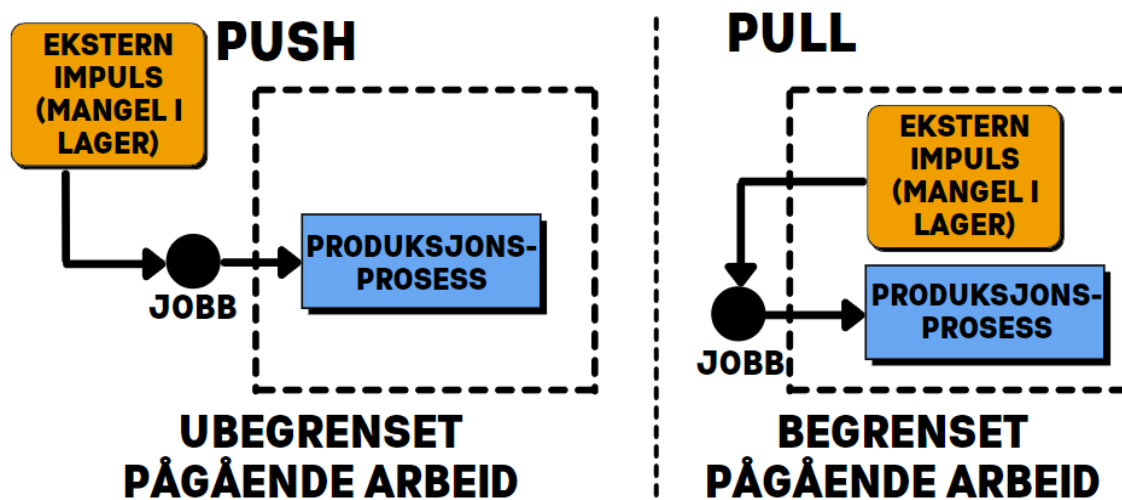 PUSH
EKSTERN
IMPULS
(MANGEL I
LAGER)
JOBB
PRODUKSJONS-
PROSESS
UBEGRENSET
PÅGÅENDE ARBEID
PULL
EKSTERN
IMPULS
(MANGEL I
LAGER)
JOBB
PRODUKSJONS-
PROSESS
BEGRENSET
PÅGÅENDE ARBEID